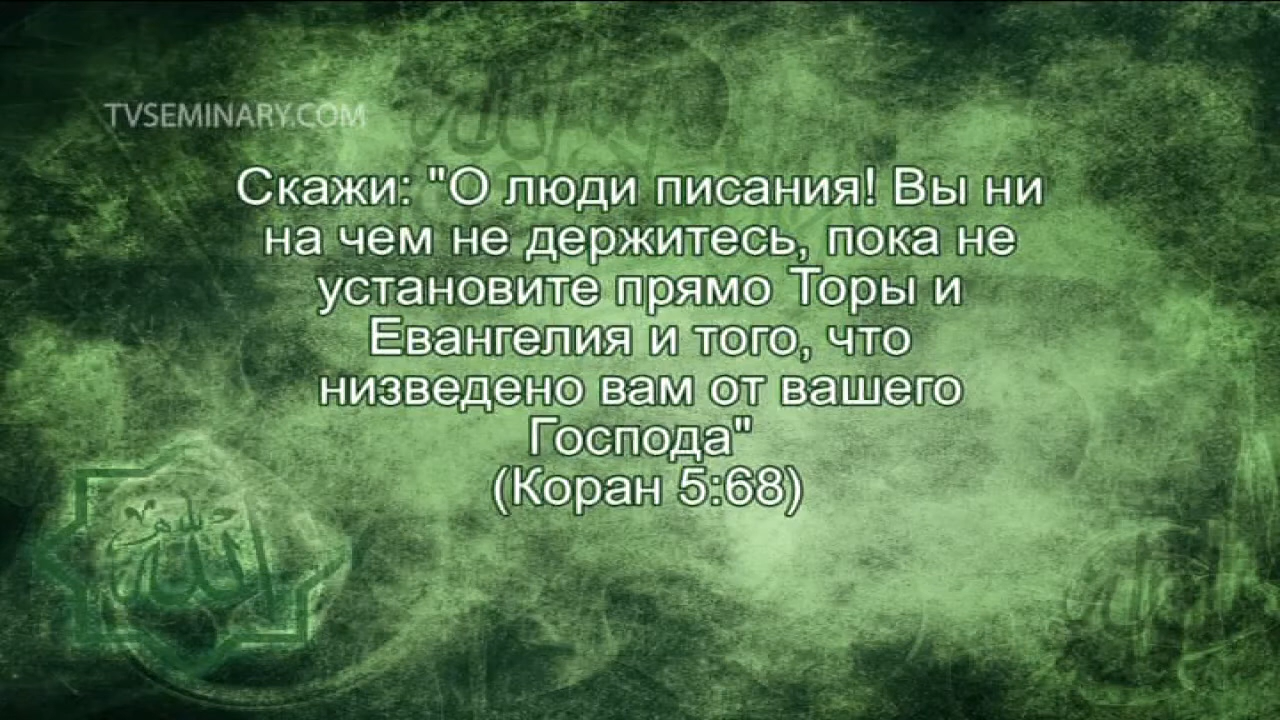 TVSEMINARY.COM
Скажи: "О люди писания! Вы ни
на чем не держитесь, пока не
установите прямо Торы и
Евангелия и того, что
низведено вам от вашего
Господа"
(Коран 5:68)
الله